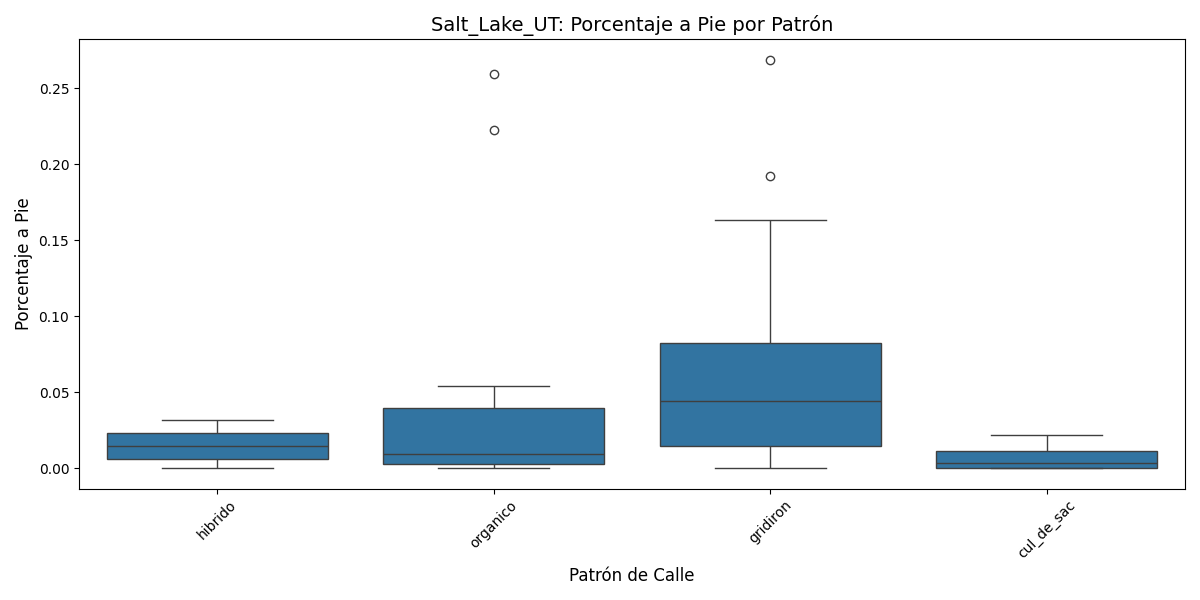 Salt_Lake_UT: Porcentaje a Pie por Patrón
Porcentaje a Pie
0.25
0.20
0.15
0.10
0.05
0.00
hibrido
organico
gridiron
cul_de_sac
Patrón de Calle